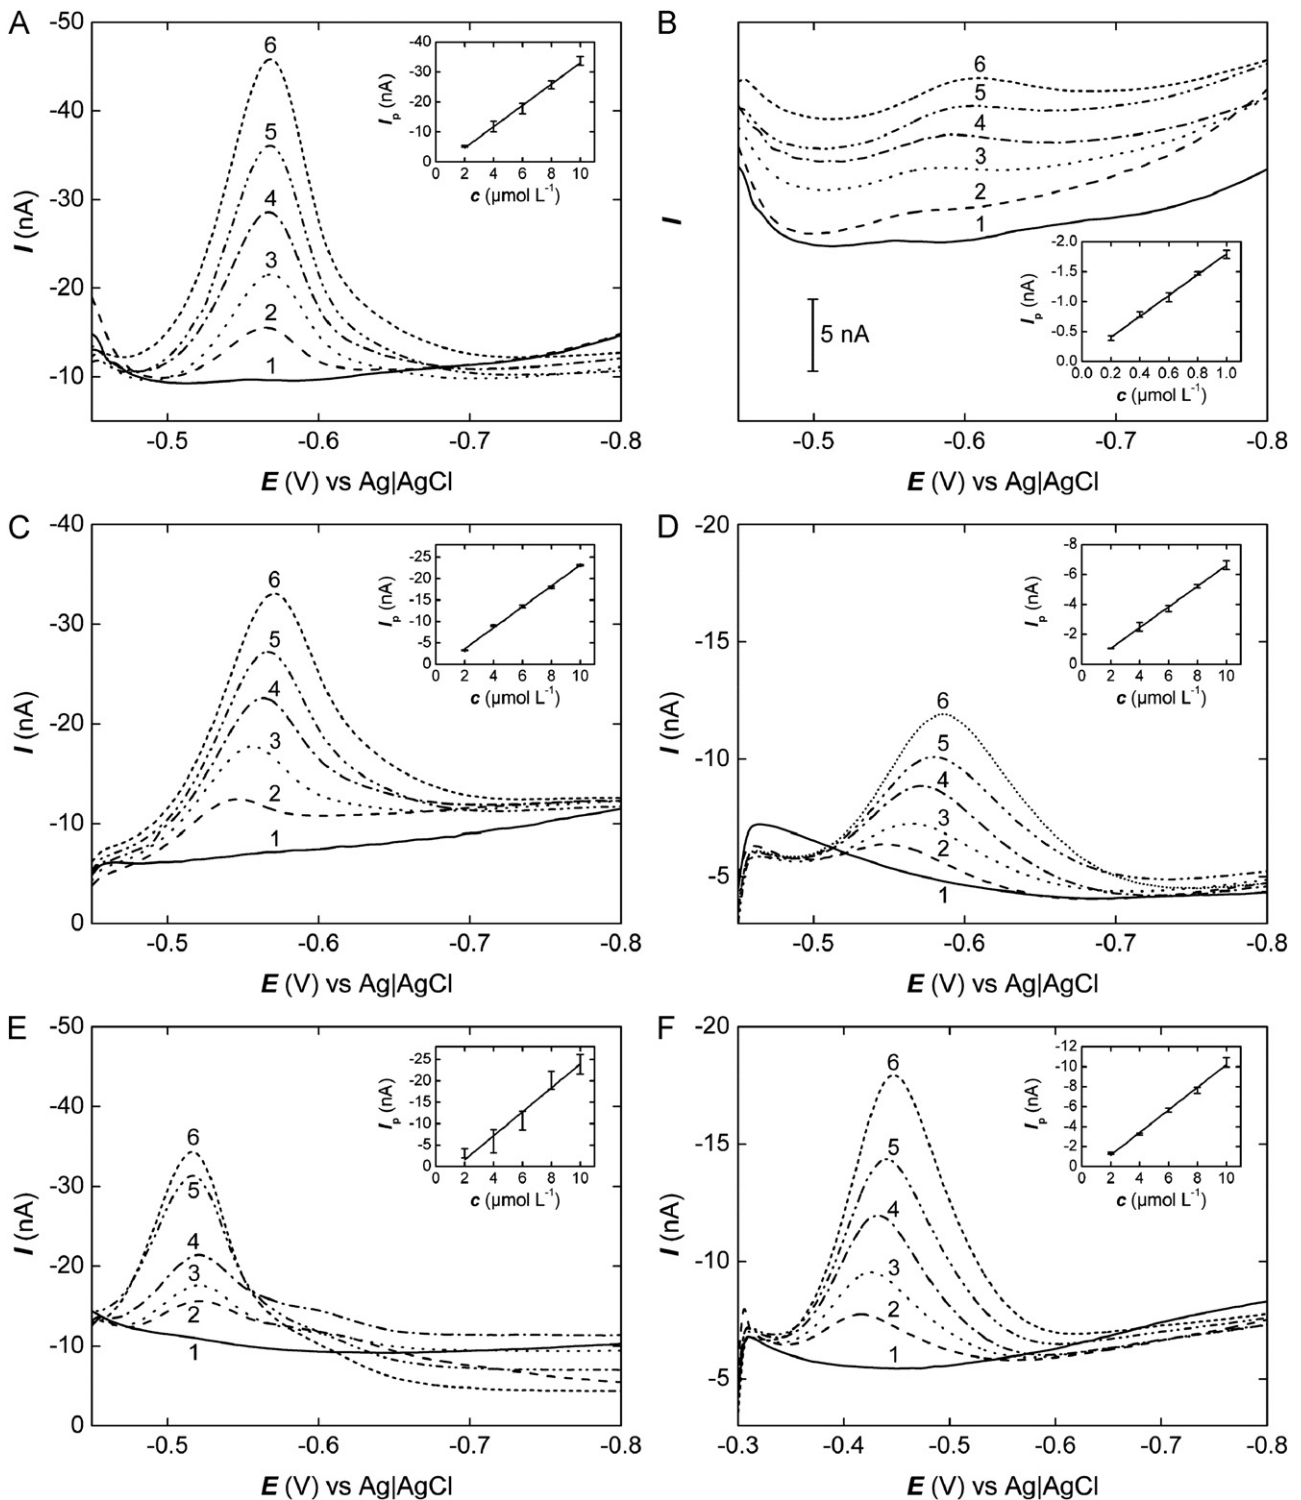 A
-50
-40
-30
-20
-10
I (nA)
-0.5 -0.6 -0.7 -0.8
E (V) vs Ag|AgCl
6
5
4
3
2
1
-40
-30
-20
-10
0
Ip (nA)
0 2 4 6 8 10
c (µmol L-1)
B
I
6
5
4
3
2
1
5 nA
-0.5 -0.6 -0.7 -0.8
E (V) vs Ag|AgCl
-2.0
-1.5
-1.0
-0.5
0.0
Ip (nA)
0.0 0.2 0.4 0.6 0.8 1.0
c (µmol L-1)
C
-40
-30
-20
-10
0
I (nA)
-0.5 -0.6 -0.7 -0.8
E (V) vs Ag|AgCl
6
5
4
3
2
1
-25
-20
-15
-10
-5
0
Ip (nA)
0 2 4 6 8 10
c (µmol L-1)
D
-20
-15
-10
-5
I (nA)
-0.5 -0.6 -0.7 -0.8
E (V) vs Ag|AgCl
6
5
4
3
2
1
-8
-6
-4
-2
0
Ip (nA)
0 2 4 6 8 10
c (µmol L-1)
E
-50
-40
-30
-20
-10
0
I (nA)
-0.5 -0.6 -0.7 -0.8
E (V) vs Ag|AgCl
6
5
4
3
2
1
-25
-20
-15
-10
-5
0
Ip (nA)
0 2 4 6 8 10
c (µmol L-1)
F
-20
-15
-10
-5
I (nA)
-0.3 -0.4 -0.5 -0.6 -0.7 -0.8
E (V) vs Ag|AgCl
6
5
4
3
2
1
-12
-10
-8
-6
-4
-2
0
Ip (nA)
0 2 4 6 8 10
c (µmol L-1)